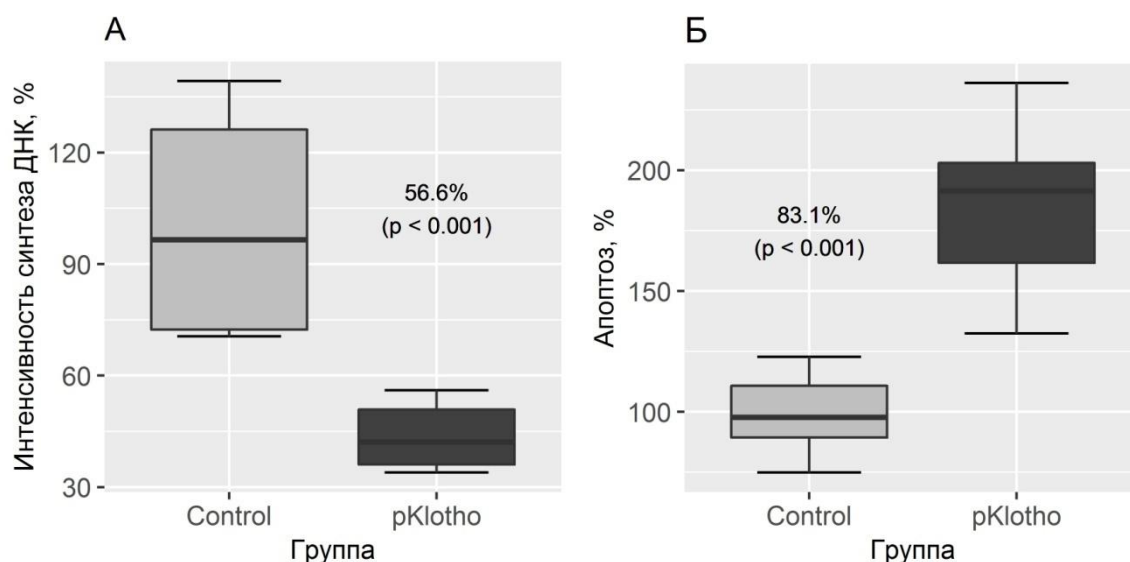 А
Интенсивность синтеза ДНК, %
120
90
60
30
56.6%
(p < 0.001)
Control
pKlotho
Группа
Б
Апоптоз, %
200
150
100
83.1%
(p < 0.001)
Control
pKlotho
Группа